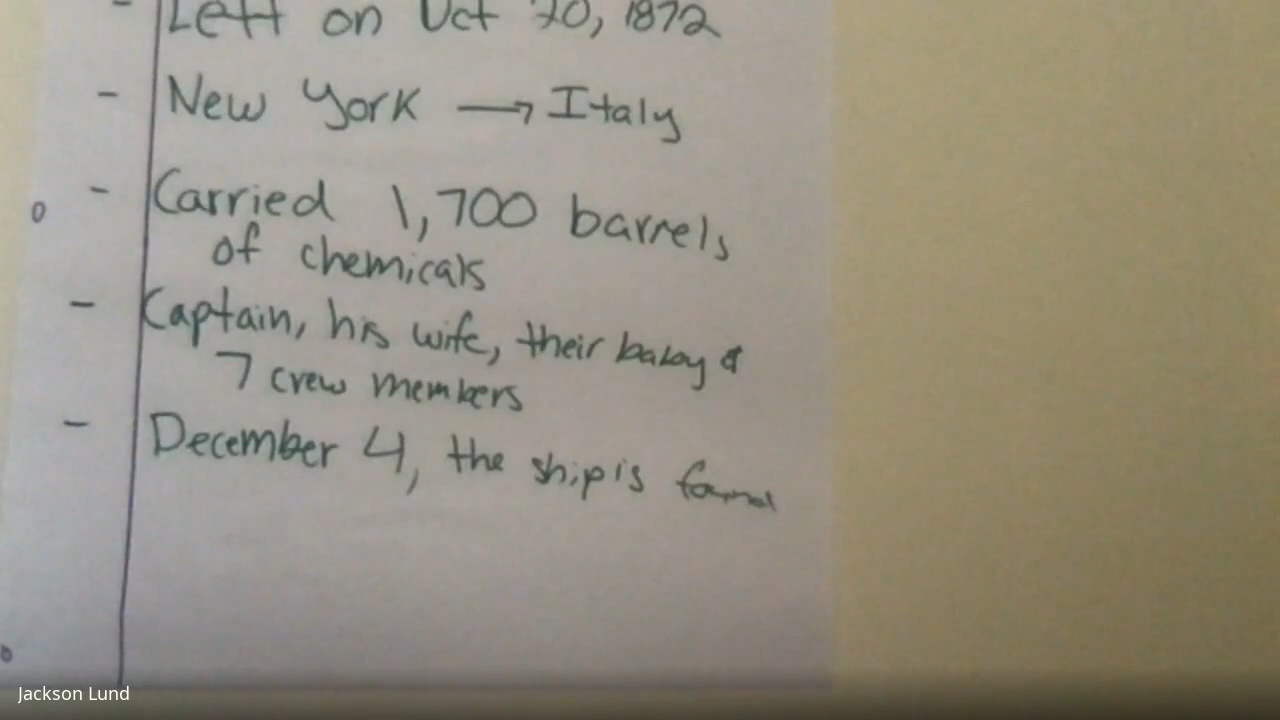 - Left on Oct 20, 1872
- New York → Italy
- Carried 1,700 barrels
of chemicals
- Captain, his wife, their baby &
7 crew members
- December 4, the ship is found
Jackson Lund